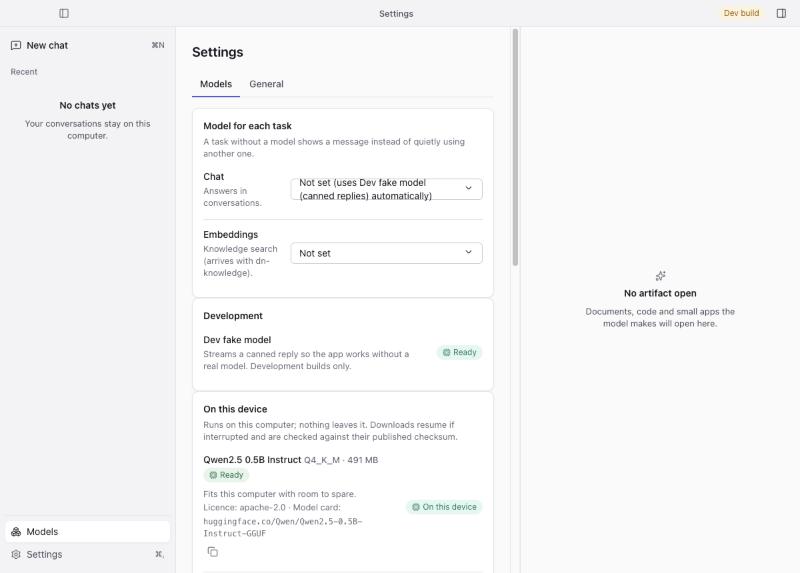 Settings
Dev build
New chat
⌘N
Recent
No chats yet
Your conversations stay on this
computer.
Models
Settings
⌘,
Settings
Models
General
Model for each task
A task without a model shows a message instead of quietly using
another one.
Chat
Answers in
conversations.
Not set (uses Dev fake model
(canned replies) automatically)
Embeddings
Knowledge search
(arrives with dn-
knowledge).
Not set
Development
Dev fake model
Streams a canned reply so the app works without a
real model. Development builds only.
Ready
On this device
Runs on this computer; nothing leaves it. Downloads resume if
interrupted and are checked against their published checksum.
Qwen2.5 0.5B Instruct Q4_K_M · 491 MB
Ready
Fits this computer with room to spare.
Licence: apache-2.0 · Model card:
huggingface.co/Qwen/Qwen2.5-0.5B-
Instruct-GGUF
On this device
No artifact open
Documents, code and small apps the
model makes will open here.